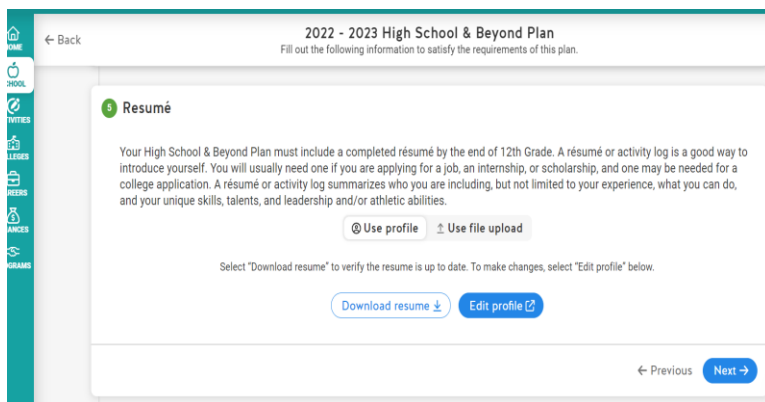 2022 - 2023 High School & Beyond Plan
← Back
Fill out the following information to satisfy the requirements of this plan.
HOME
CHOOL
TIVITIES
LLEGES
REERS
ANCES
OGRAMS
5 Resumé
Your High School & Beyond Plan must include a completed résumé by the end of 12th Grade. A résumé or activity log is a good way to
introduce yourself. You will usually need one if you are applying for a job, an internship, or scholarship, and one may be needed for a
college application. A résumé or activity log summarizes who you are including, but not limited to your experience, what you can do,
and your unique skills, talents, and leadership and/or athletic abilities.
Use profile Use file upload
Select "Download resume" to verify the resume is up to date. To make changes, select "Edit profile" below.
Download resume Edit profile
← Previous Next →